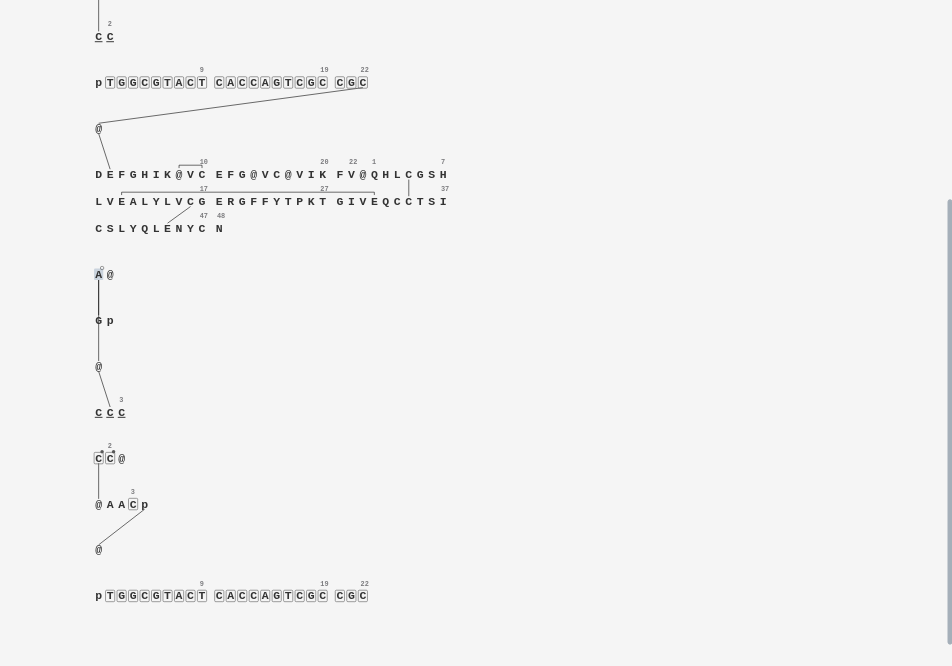 2
C C
9 19 22
p T G G C G T A C T C A C C A G T C G C C G C
@
10 20 22 1 7
D E F G H I K @ V C E F G @ V C @ V I K F V @ Q H L C G S H
17 27 37
L V E A L Y L V C G E R G F F Y T P K T G I V E Q C C T S I
47 48
C S L Y Q L E N Y C N
A @
G p
@
3
C C C
2
C C @
3
@ A A C p
@
9 19 22
p T G G C G T A C T C A C C A G T C G C C G C